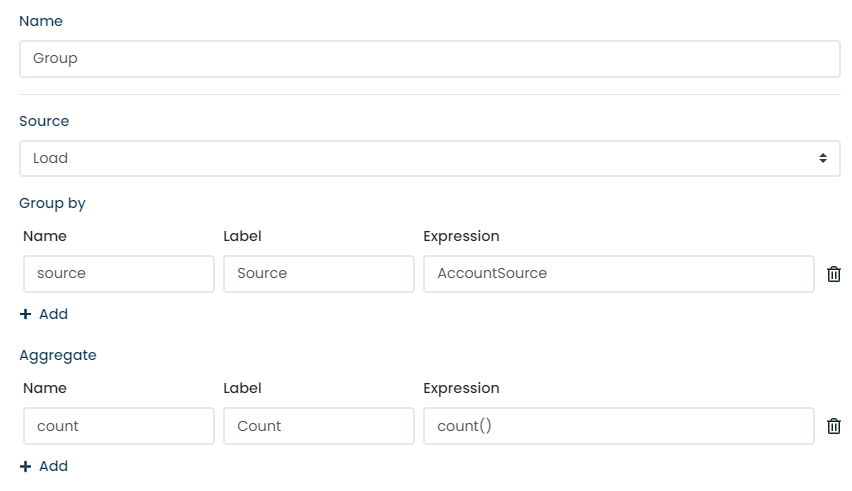 Name
Group
Source
Load
Group by
Name Label Expression
source Source AccountSource
+ Add
Aggregate
Name Label Expression
count Count count()
+ Add